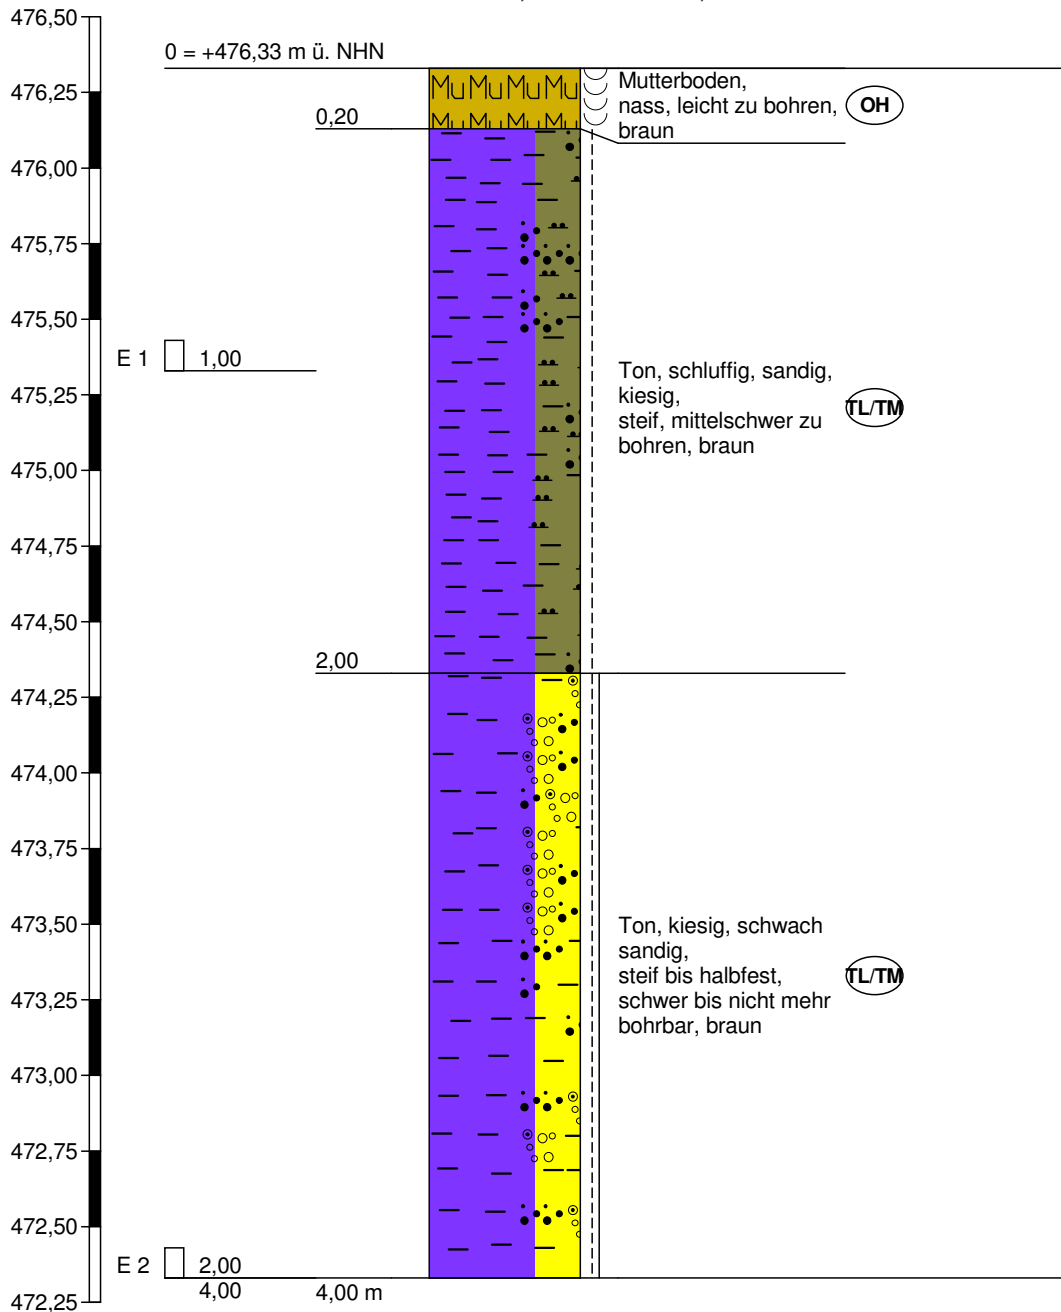 476,50
0 = +476,33 m ü. NHN
476,25
Mu Mu Mu Mu
Mutterboden,
nass, leicht zu bohren,
braun
OH
0,20
476,00
475,75
475,50
E 1
1,00
Ton, schluffig, sandig,
kiesig,
steif, mittelschwer zu
bohren, braun
TL/TM
475,25
475,00
474,75
474,50
2,00
474,25
474,00
473,75
473,50
Ton, kiesig, schwach
sandig,
steif bis halbfest,
schwer bis nicht mehr
bohrbar, braun
TL/TM
473,25
473,00
472,75
472,50
E 2
2,00
4,00
4,00 m
472,25